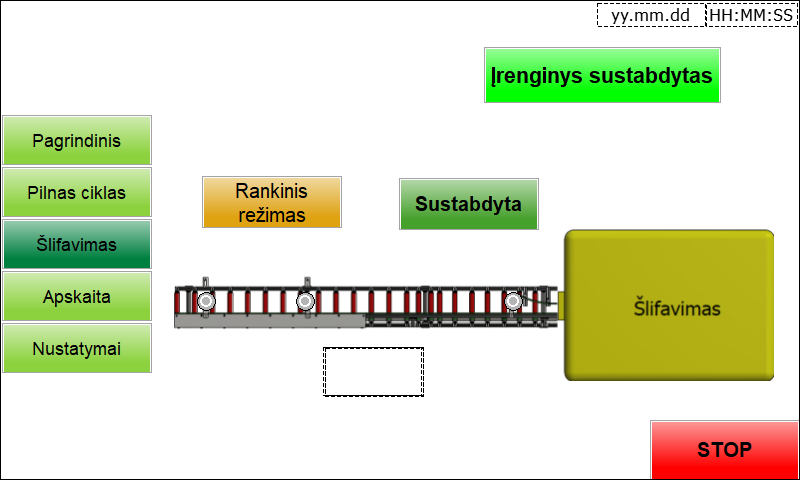 yy.mm.dd HH:MM:SS
Įrenginys sustabdytas
Pagrindinis
Pilnas ciklas
Šlifavimas
Apskaita
Nustatymai
Rankinis
režimas
Sustabdyta
Šlifavimas
STOP